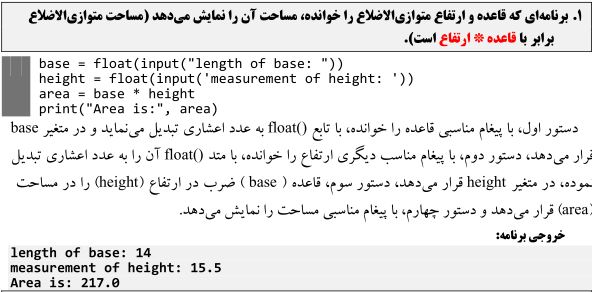 ۱. برنامه‌ای که قاعده و ارتفاع متوازی‌الاضلاع را خوانده، مساحت آن را نمایش می‌دهد (مساحت متوازی‌الاضلاع
برابر با قاعده * ارتفاع است).
base = float(input("length of base: "))
height = float(input('measurement of height: '))
area = base * height
print("Area is:", area)
دستور اول، با پیغام مناسبی قاعده را خوانده، با تابع float() به عدد اعشاری تبدیل می‌نماید و در متغیر base
قرار می‌دهد، دستور دوم، با پیغام مناسب دیگری ارتفاع را خوانده، با متد float() آن را به عدد اعشاری تبدیل
نموده، در متغیر height قرار می‌دهد، دستور سوم، قاعده ( base ) ضرب در ارتفاع (height) را در مساحت
(area) قرار می‌دهد و دستور چهارم، با پیغام مناسبی مساحت را نمایش می‌دهد.
خروجی برنامه:
length of base: 14
measurement of height: 15.5
Area is: 217.0